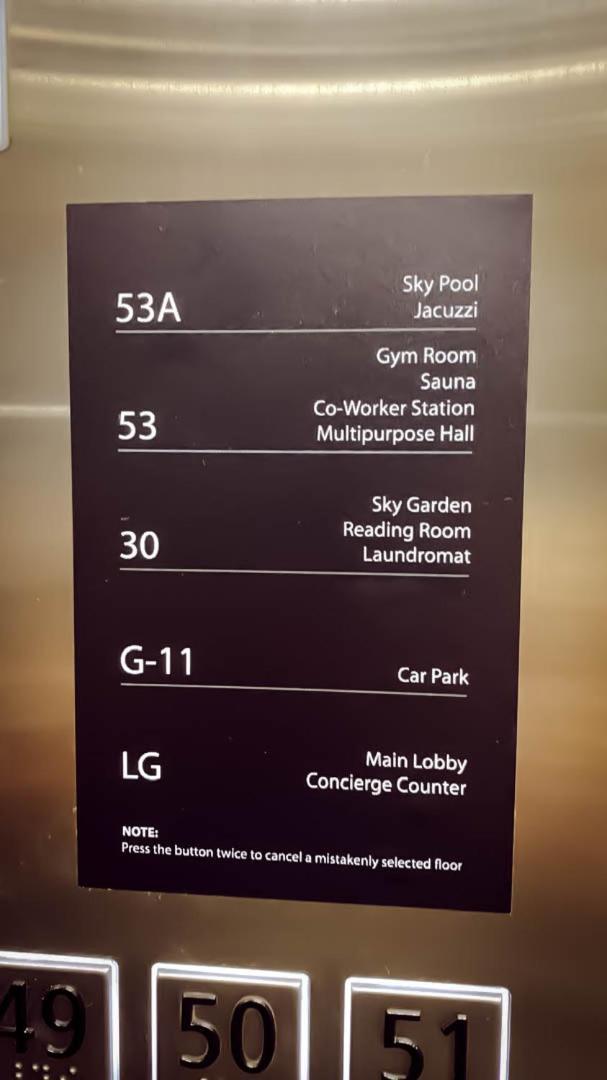 53A
Sky Pool
Jacuzzi
53
Gym Room
Sauna
Co-Worker Station
Multipurpose Hall
30
Sky Garden
Reading Room
Laundromat
G-11
Car Park
LG
Main Lobby
Concierge Counter
NOTE:
Press the button twice to cancel a mistakenly selected floor
49 50 51